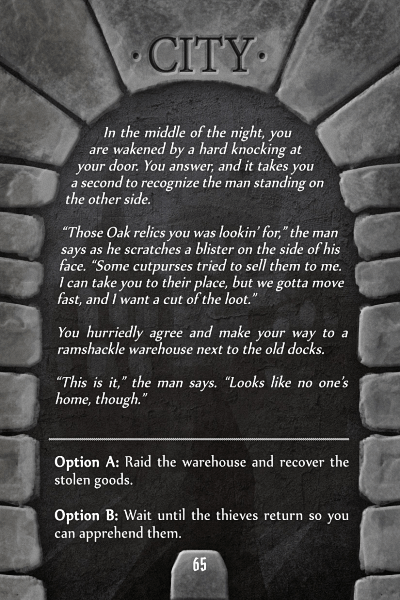 · CITY ·
In the middle of the night, you
are wakened by a hard knocking at
your door. You answer, and it takes you
a second to recognize the man standing on
the other side.
“Those Oak relics you was lookin’ for,” the man
says as he scratches a blister on the side of his
face. “Some cutpurses tried to sell them to me.
I can take you to their place, but we gotta move
fast, and I want a cut of the loot.”
You hurriedly agree and make your way to a
ramshackle warehouse next to the old docks.
“This is it,” the man says. “Looks like no one’s
home, though.”
Option A: Raid the warehouse and recover the
stolen goods.
Option B: Wait until the thieves return so you
can apprehend them.
65